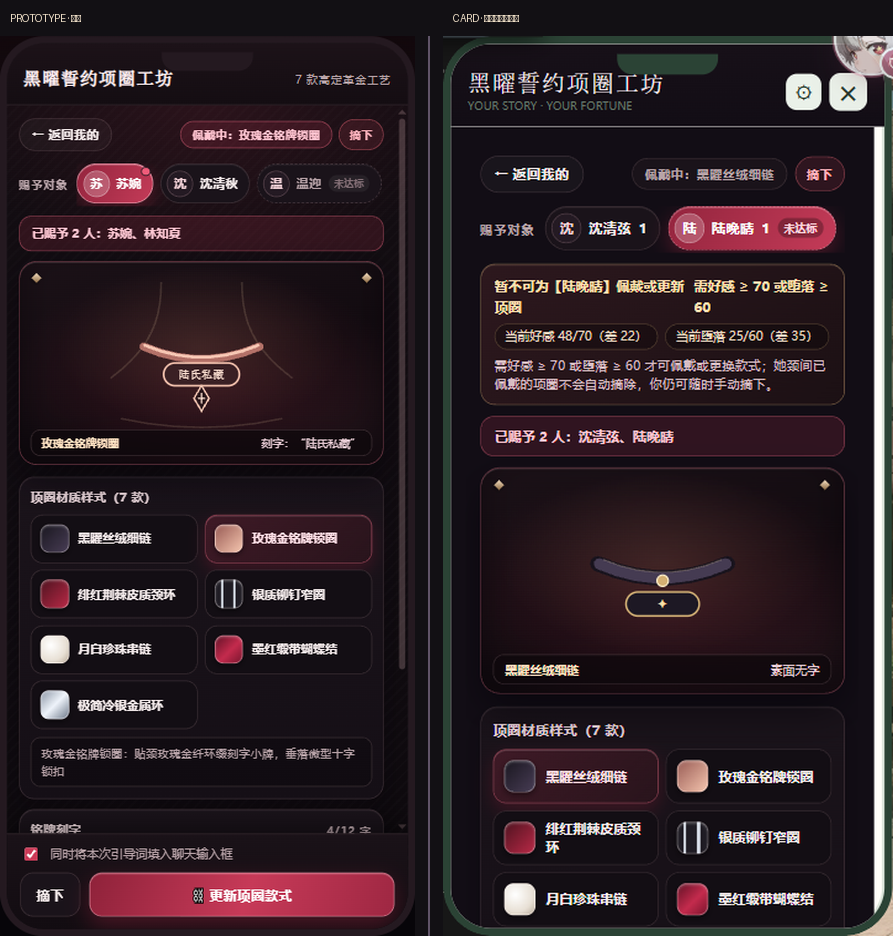 PROTOTYPE·
CARD·
黑曜誓约项圈工坊
7 款高定革金工艺
← 返回我的
佩戴中：玫瑰金铭牌锁圈
摘下
赐予对象
苏 苏婉
沈 沈清秋
温 温迎 未达标
已赐予 2 人：苏婉、林知夏
陆氏私藏
玫瑰金铭牌锁圈
刻字：“陆氏私藏”
项圈材质样式（7 款）
黑曜丝绒细链
玫瑰金铭牌锁圈
绯红荆棘皮质颈环
银质铆钉窄圈
月白珍珠串链
墨红缎带蝴蝶结
极简冷银金属环
玫瑰金铭牌锁圈：贴颈玫瑰金纤环缀刻字小牌，垂落微型十字
锁扣
铭牌刻字
4/12 字
同时将本次引导词填入聊天输入框
摘下
更新项圈款式
黑曜誓约项圈工坊
YOUR STORY · YOUR FORTUNE
← 返回我的
佩戴中：黑曜丝绒细链
摘下
赐予对象
沈 沈清弦 1
陆 陆晚晴 1 未达标
暂不可为【陆晚晴】佩戴或更新
项圈
需好感 ≥ 70 或堕落 ≥
60
当前好感 48/70（差 22）
当前堕落 25/60（差 35）
需好感 ≥ 70 或堕落 ≥ 60 才可佩戴或更换款式；她颈间已
佩戴的项圈不会自动摘除，你仍可随时手动摘下。
已赐予 2 人：沈清弦、陆晚晴
黑曜丝绒细链
素面无字
项圈材质样式（7 款）
黑曜丝绒细链
玫瑰金铭牌锁圈
绯红荆棘皮质颈
环
银质铆钉窄圈
月白珍珠串链
墨红缎带蝴蝶结